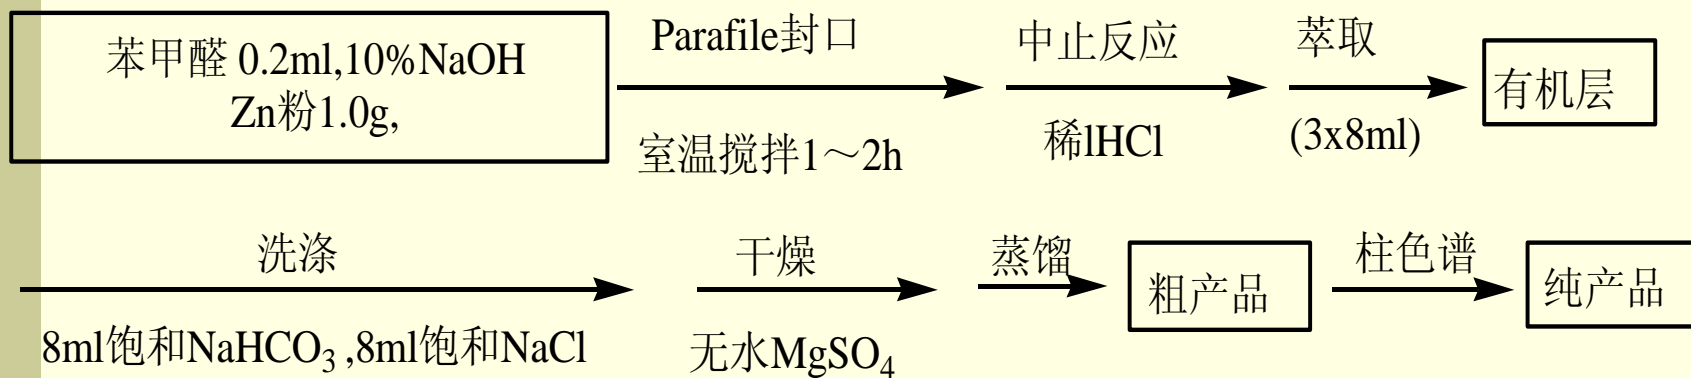 苯甲醛 0.2ml,10%NaOH
Zn粉1.0g,
Parafile封口
室温搅拌1～2h
中止反应
稀lHCl
萃取
(3x8ml)
有机层
洗涤
8ml饱和NaHCO₃ ,8ml饱和NaCl
干燥
无水MgSO₄
蒸馏
粗产品
柱色谱
纯产品